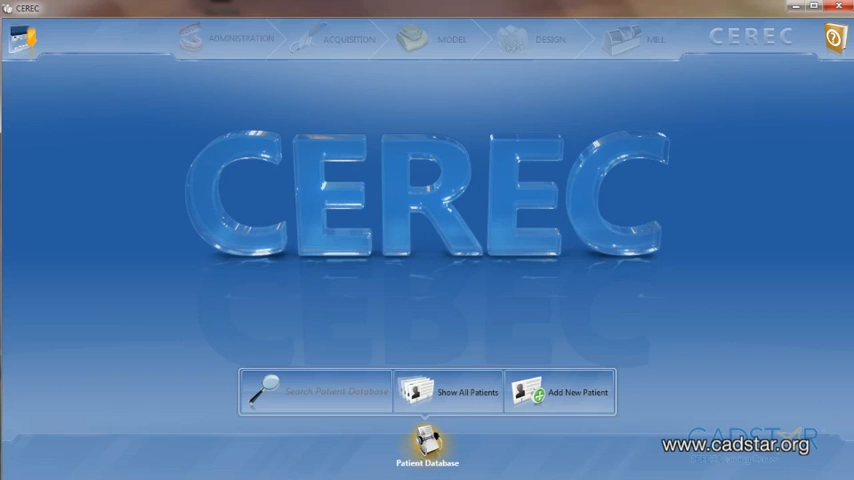 CEREC
ADMINISTRATION
ACQUISITION
MODEL
DESIGN
MILL
CEREC
CEREC
Search Patient Database
Show All Patients
Add New Patient
CADSTAR
www.cadstar.org
Patient Database